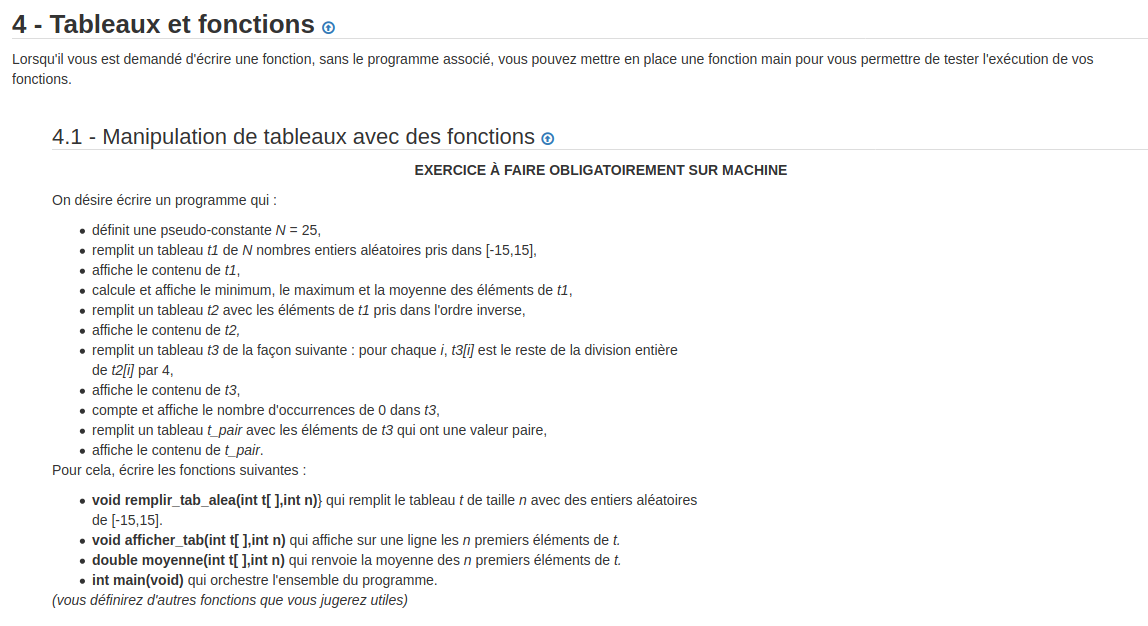 4 - Tableaux et fonctions
Lorsqu'il vous est demandé d'écrire une fonction, sans le programme associé, vous pouvez mettre en place une fonction main pour vous permettre de tester l'exécution de vos
fonctions.
4.1 - Manipulation de tableaux avec des fonctions
EXERCICE À FAIRE OBLIGATOIREMENT SUR MACHINE
On désire écrire un programme qui :
• définit une pseudo-constante N = 25,
• remplit un tableau t1 de N nombres entiers aléatoires pris dans [-15,15],
• affiche le contenu de t1,
• calcule et affiche le minimum, le maximum et la moyenne des éléments de t1,
• remplit un tableau t2 avec les éléments de t1 pris dans l'ordre inverse,
• affiche le contenu de t2,
• remplit un tableau t3 de la façon suivante : pour chaque i, t3[i] est le reste de la division entière
de t2[i] par 4,
• affiche le contenu de t3,
• compte et affiche le nombre d'occurrences de 0 dans t3,
• remplit un tableau t_pair avec les éléments de t3 qui ont une valeur paire,
• affiche le contenu de t_pair.
Pour cela, écrire les fonctions suivantes :
• void remplir_tab_alea(int t[ ],int n)} qui remplit le tableau t de taille n avec des entiers aléatoires
de [-15,15].
• void afficher_tab(int t[ ],int n) qui affiche sur une ligne les n premiers éléments de t.
• double moyenne(int t[ ],int n) qui renvoie la moyenne des n premiers éléments de t.
• int main(void) qui orchestre l'ensemble du programme.
(vous définirez d'autres fonctions que vous jugerez utiles)